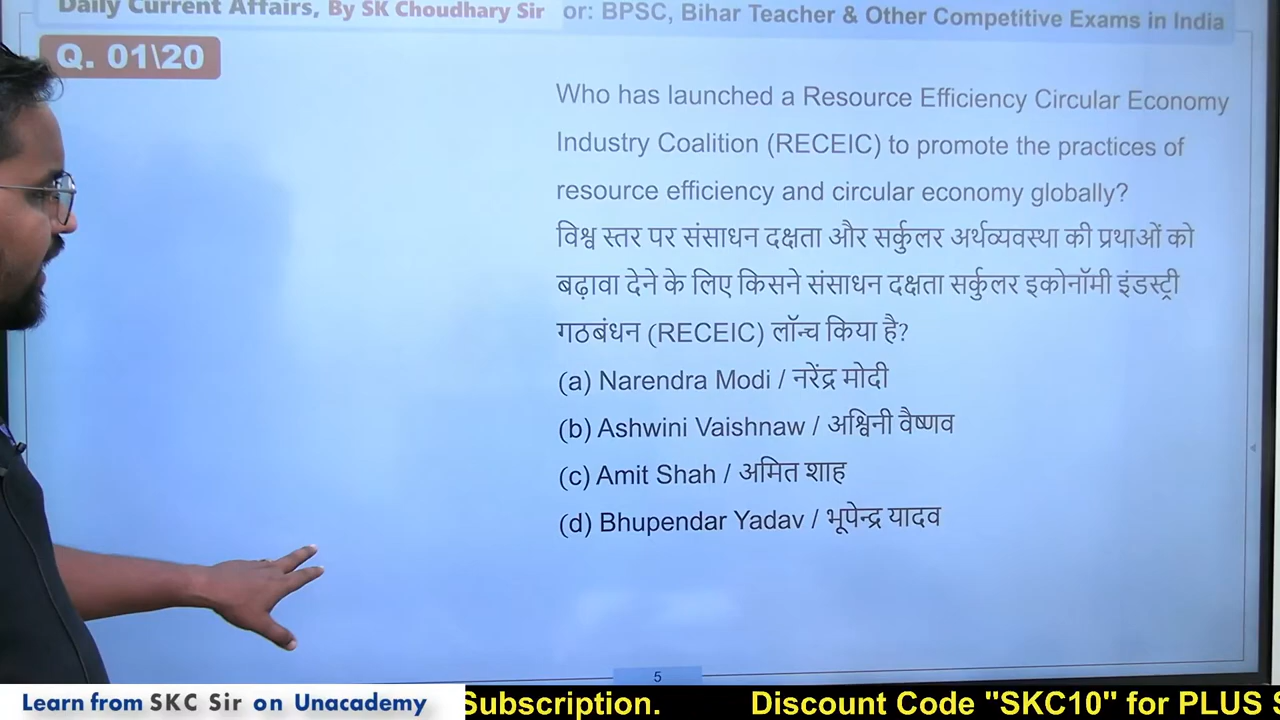 Daily Current Affairs, By SK Choudhary Sir or: BPSC, Bihar Teacher & Other Competitive Exams in India
Q. 01\20
Who has launched a Resource Efficiency Circular Economy
Industry Coalition (RECEIC) to promote the practices of
resource efficiency and circular economy globally?
विश्व स्तर पर संसाधन दक्षता और सर्कुलर अर्थव्यवस्था की प्रथाओं को
बढ़ावा देने के लिए किसने संसाधन दक्षता सर्कुलर इकोनॉमी इंडस्ट्री
गठबंधन (RECEIC) लॉन्च किया है?
(a) Narendra Modi / नरेंद्र मोदी
(b) Ashwini Vaishnaw / अश्विनी वैष्णव
(c) Amit Shah / अमित शाह
(d) Bhupendar Yadav / भूपेन्द्र यादव
5
Learn from SKC Sir on Unacademy Subscription. Discount Code "SKC10" for PLUS S